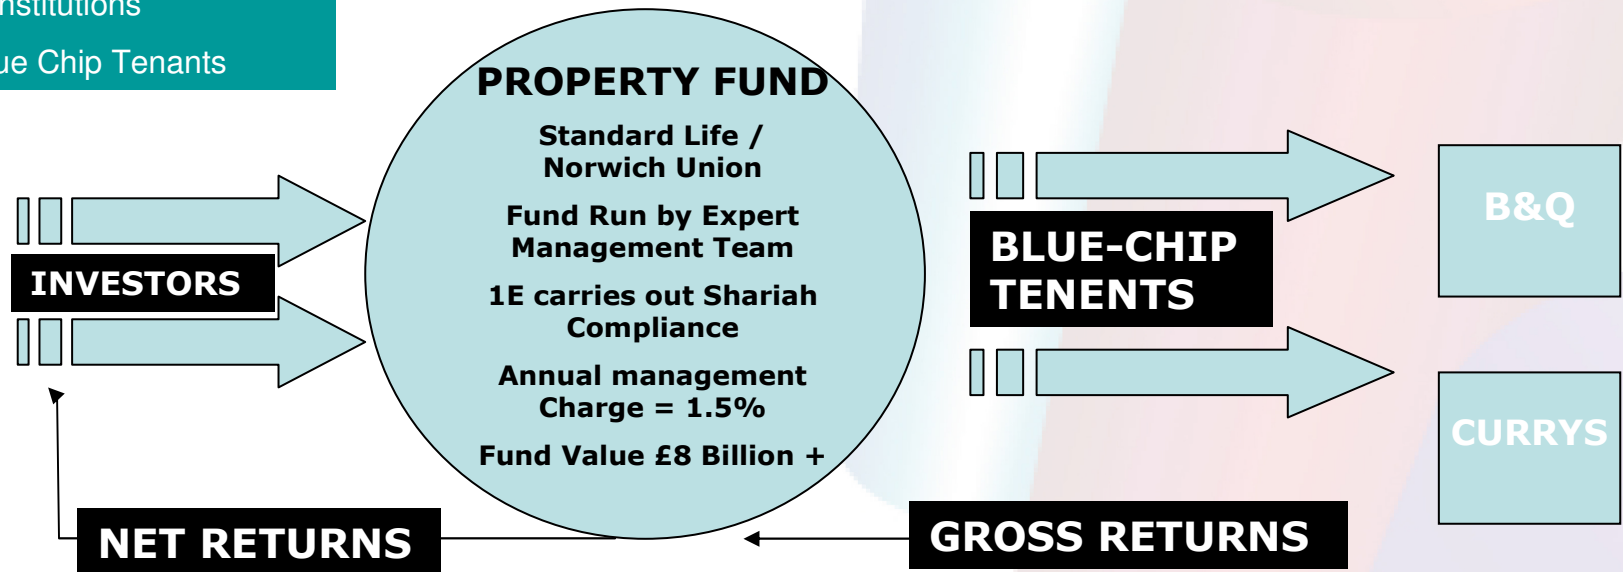 nstitutions
ue Chip Tenants
PROPERTY FUND
Standard Life /
Norwich Union
Fund Run by Expert
Management Team
1E carries out Shariah
Compliance
Annual management
Charge = 1.5%
Fund Value £8 Billion +
INVESTORS
BLUE-CHIP
TENENTS
B&Q
CURRYS
NET RETURNS
GROSS RETURNS